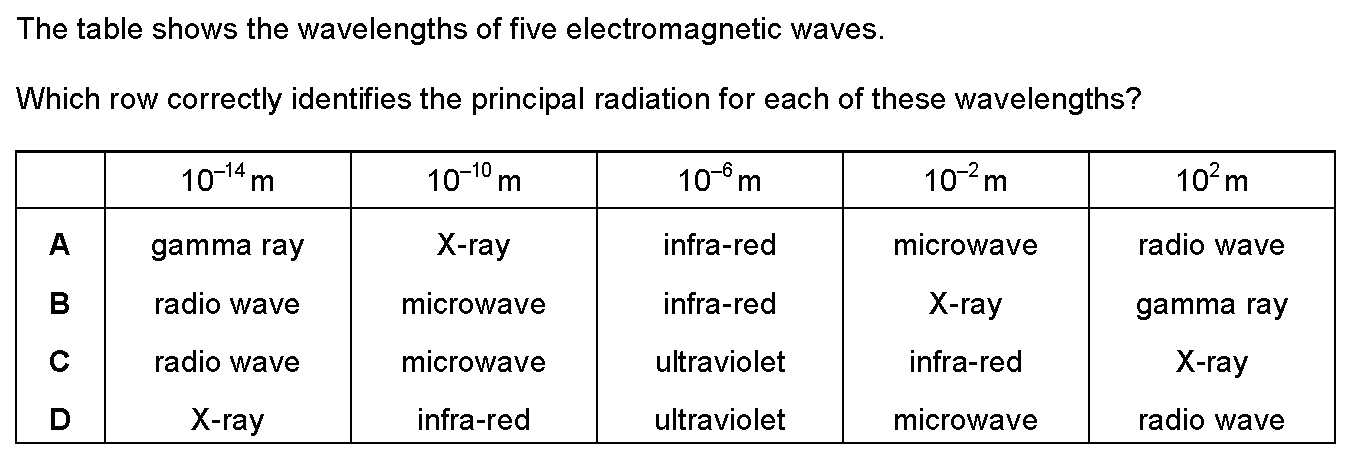 The table shows the wavelengths of five electromagnetic waves.
Which row correctly identifies the principal radiation for each of these wavelengths?
10⁻¹⁴ m 10⁻¹⁰ m 10⁻⁶ m 10⁻² m 10² m
A gamma ray X-ray infra-red microwave radio wave
B radio wave microwave infra-red X-ray gamma ray
C radio wave microwave ultraviolet infra-red X-ray
D X-ray infra-red ultraviolet microwave radio wave